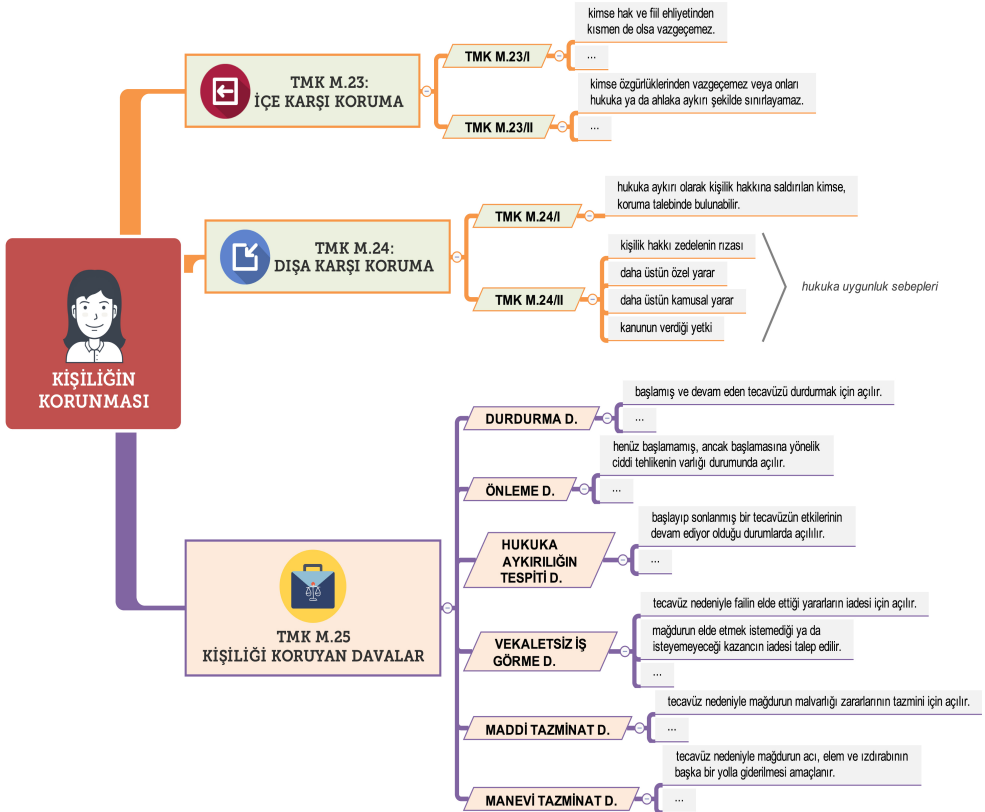 KİŞİLİĞİN
KORUNMASI
TMK M.23:
İÇE KARŞI KORUMA
TMK M.23/I
kimse hak ve fiil ehliyetinden
kısmen de olsa vazgeçemez.
...
TMK M.23/II
kimse özgürlüklerinden vazgeçemez veya onları
hukuka ya da ahlaka aykırı şekilde sınırlayamaz.
...
TMK M.24:
DIŞA KARŞI KORUMA
TMK M.24/I
hukuka aykırı olarak kişilik hakkına saldırılan kimse,
koruma talebinde bulunabilir.
TMK M.24/II
kişilik hakkı zedelenin rızası
daha üstün özel yarar
daha üstün kamusal yarar
kanunun verdiği yetki
hukuka uygunluk sebepleri
TMK M.25
KİŞİLİĞİ KORUYAN DAVALAR
DURDURMA D.
başlamış ve devam eden tecavüzü durdurmak için açılır.
...
ÖNLEME D.
henüz başlamamış, ancak başlamasına yönelik
ciddi tehlikenin varlığı durumunda açılır.
...
HUKUKA
AYKIRILIĞIN
TESPİTİ D.
başlayıp sonlanmış bir tecavüzün etkilerinin
devam ediyor olduğu durumlarda açılılır.
...
VEKALETSİZ İŞ
GÖRME D.
tecavüz nedeniyle failin elde ettiği yararların iadesi için açılır.
mağdurun elde etmek istemediği ya da
isteyemeyeceği kazancın iadesi talep edilir.
...
MADDİ TAZMİNAT D.
tecavüz nedeniyle mağdurun malvarlığı zararlarının tazmini için açılır.
...
MANEVİ TAZMİNAT D.
tecavüz nedeniyle mağdurun acı, elem ve ızdırabının
başka bir yolla giderilmesi amaçlanır.
...